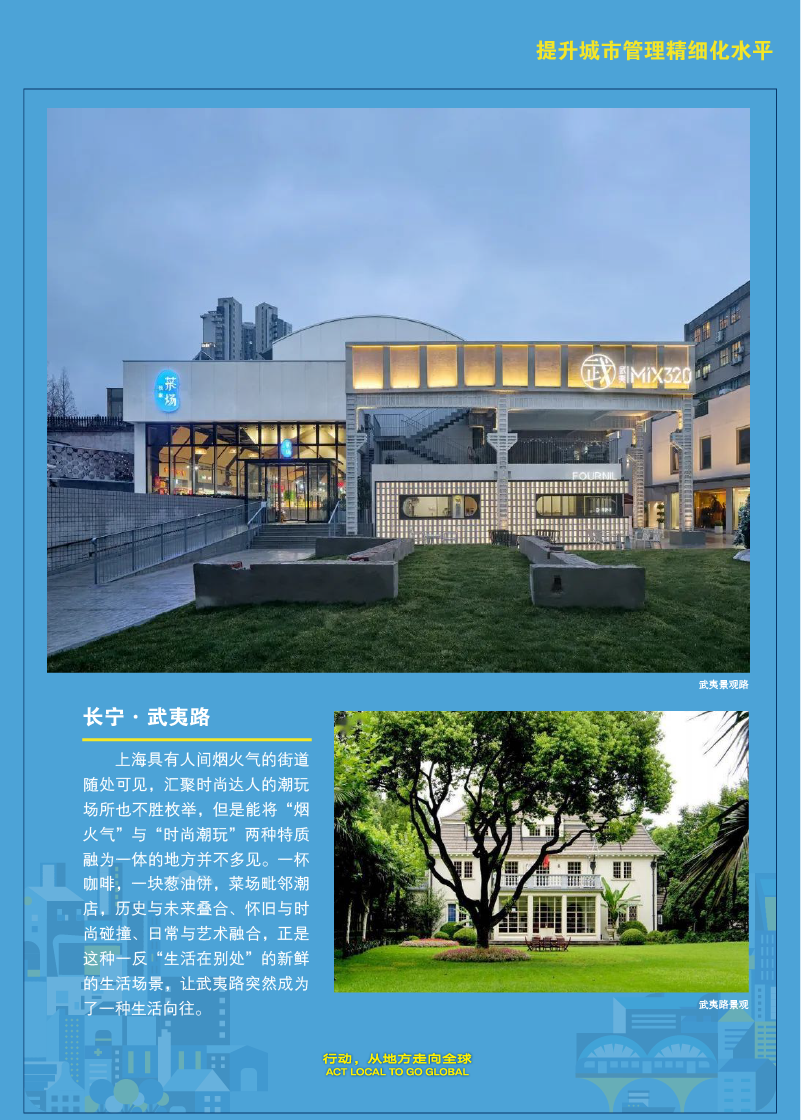 提升城市管理精细化水平
菜场
武夷MiX320
FOURNIL
武夷景观路
长宁·武夷路
上海具有人间烟火气的街道
随处可见，汇聚时尚达人的潮玩
场所也不胜枚举，但是能将“烟
火气”与“时尚潮玩”两种特质
融为一体的地方并不多见。一杯
咖啡，一块葱油饼，菜场毗邻潮
店，历史与未来叠合、怀旧与时
尚碰撞、日常与艺术融合，正是
这种一反“生活在别处”的新鲜
的生活场景，让武夷路突然成为
了一种生活向往。
武夷路景观
行动，从地方走向全球
ACT LOCAL TO GO GLOBAL